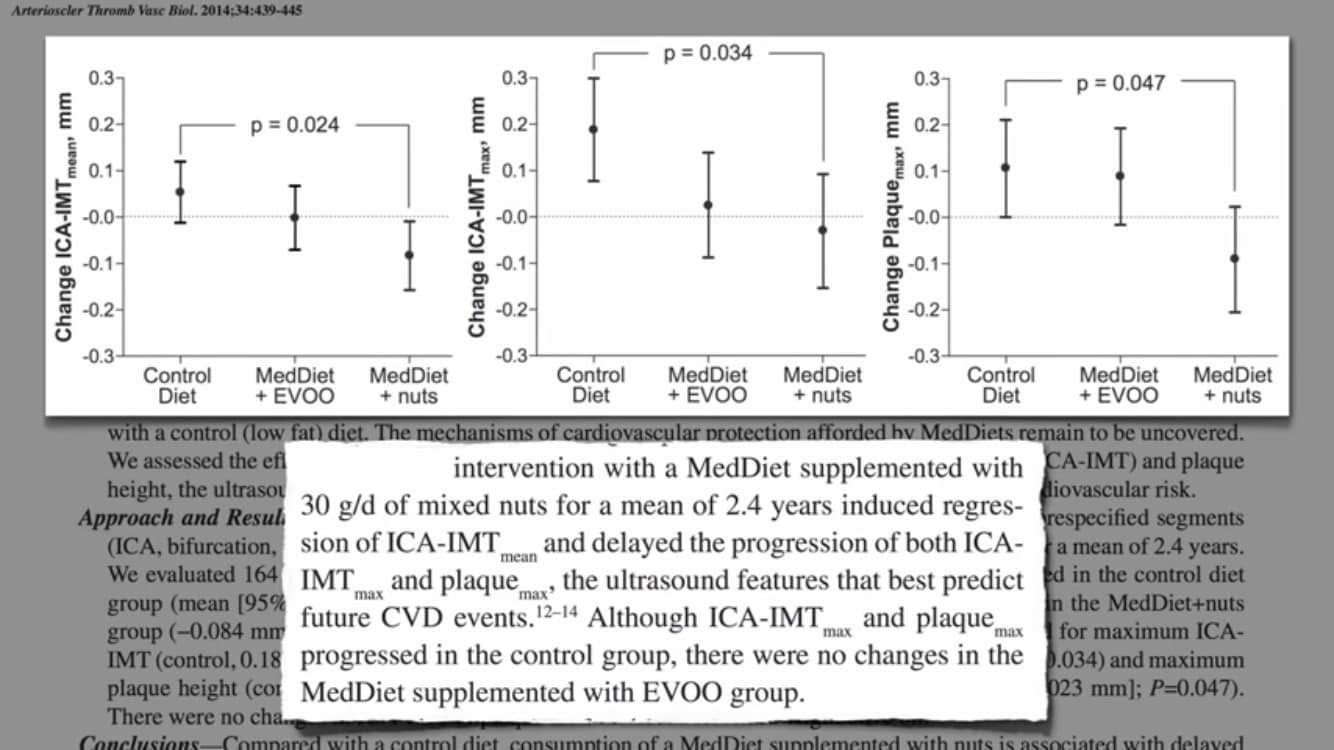 Arterioscler Thromb Vasc Biol. 2014;34:439-445
Change ICA-IMTmean, mm
0.3
0.2
0.1
-0.0
-0.1
-0.2
-0.3
p = 0.024
Control Diet
MedDiet + EVOO
MedDiet + nuts
Change ICA-IMTmax, mm
0.3
0.2
0.1
-0.0
-0.1
-0.2
-0.3
p = 0.034
Control Diet
MedDiet + EVOO
MedDiet + nuts
Change Plaquemax, mm
0.3
0.2
0.1
-0.0
-0.1
-0.2
-0.3
p = 0.047
Control Diet
MedDiet + EVOO
MedDiet + nuts
with a control (low fat) diet. The mechanisms of cardiovascular protection afforded by MedDiets remain to be uncovered.
We assessed the CA-IMT) and plaque
height, the diovascular risk.
Approach and respecified segments
(ICA, bifurcation, a mean of 2.4 years.
We evaluated 164 ed in the control diet
group (mean [95% in the MedDiet+nuts
group (−0.084 mm for maximum ICA-
IMT (control, 0.18 0.034) and maximum
plaque height 023 mm]; P=0.047).
There were no
intervention with a MedDiet supplemented with
30 g/d of mixed nuts for a mean of 2.4 years induced regres-
sion of ICA-IMTmean and delayed the progression of both ICA-
IMTmax and plaquemax, the ultrasound features that best predict
future CVD events.12–14 Although ICA-IMTmax and plaquemax
progressed in the control group, there were no changes in the
MedDiet supplemented with EVOO group.
Conclusions—Compared with a control diet, consumption of a MedDiet supplemented with nuts is associated with delayed